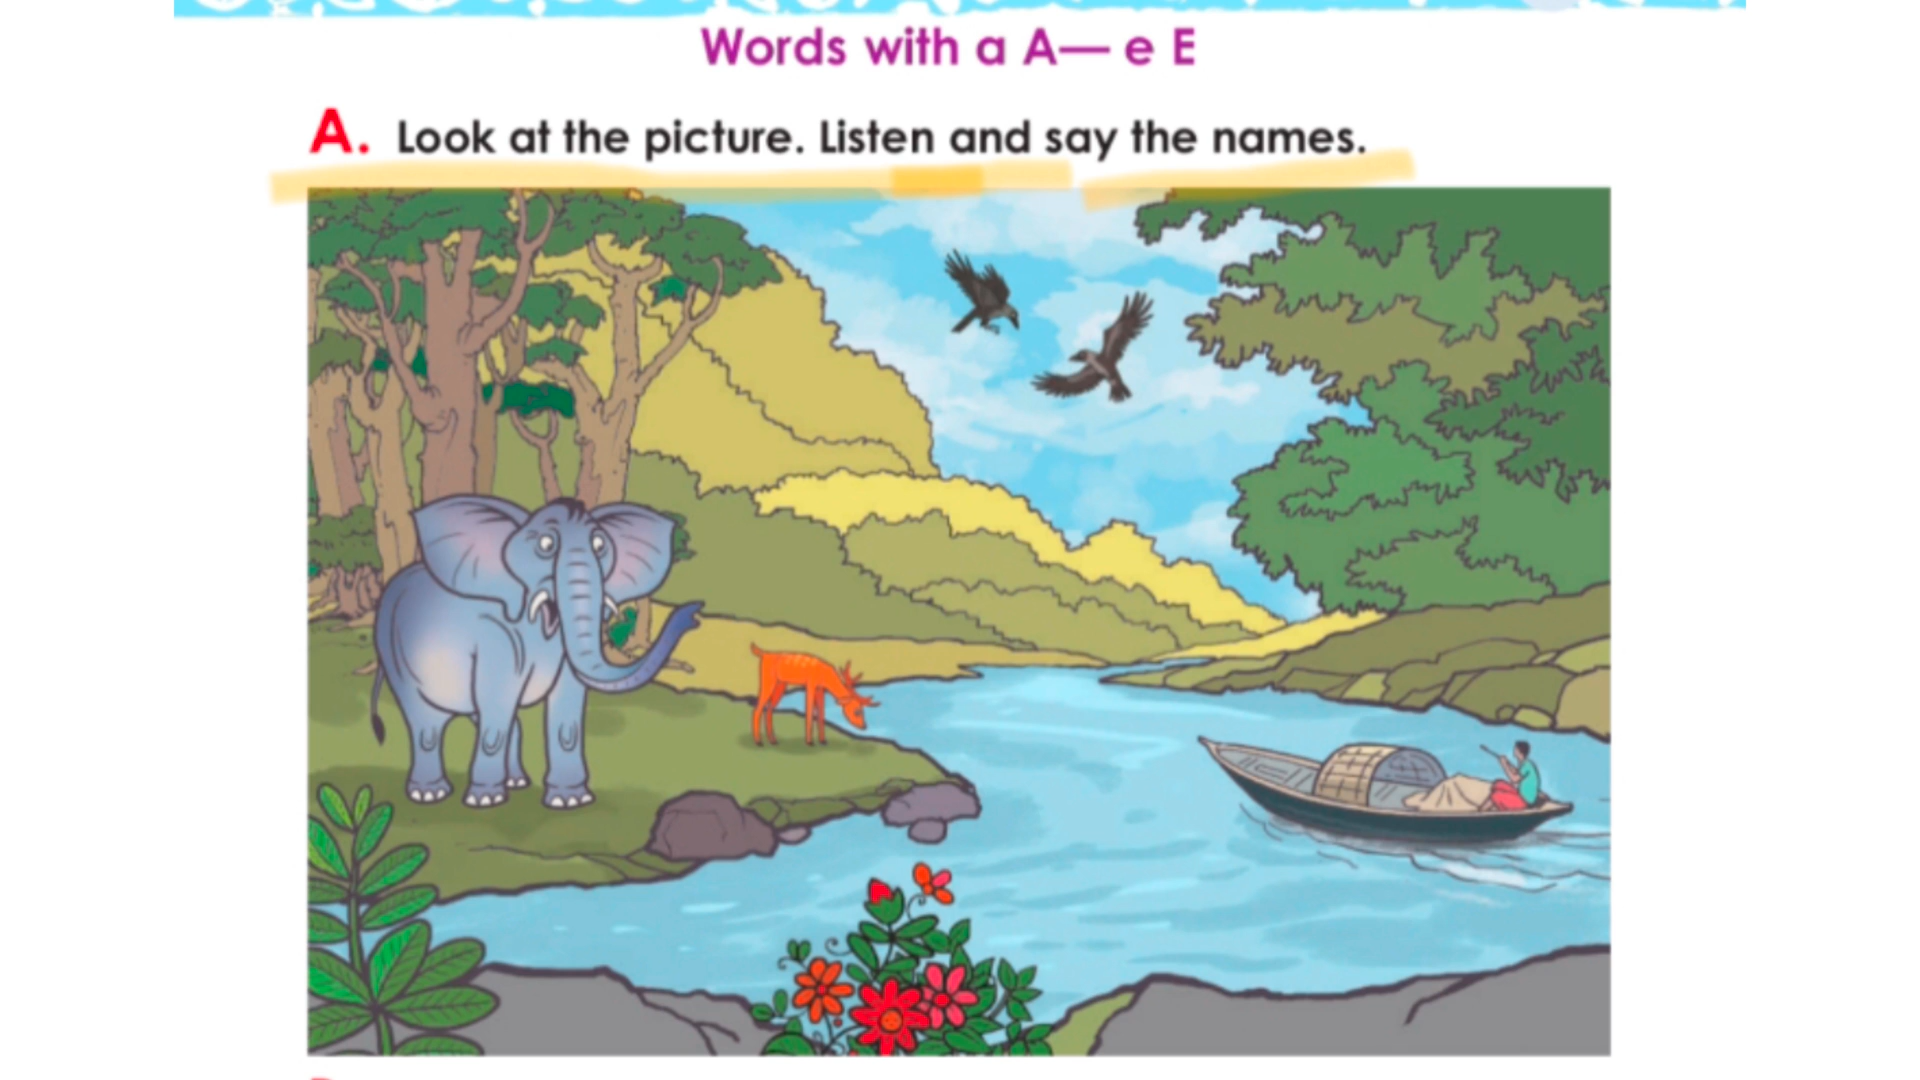 Words with a A— e E
A. Look at the picture. Listen and say the names.